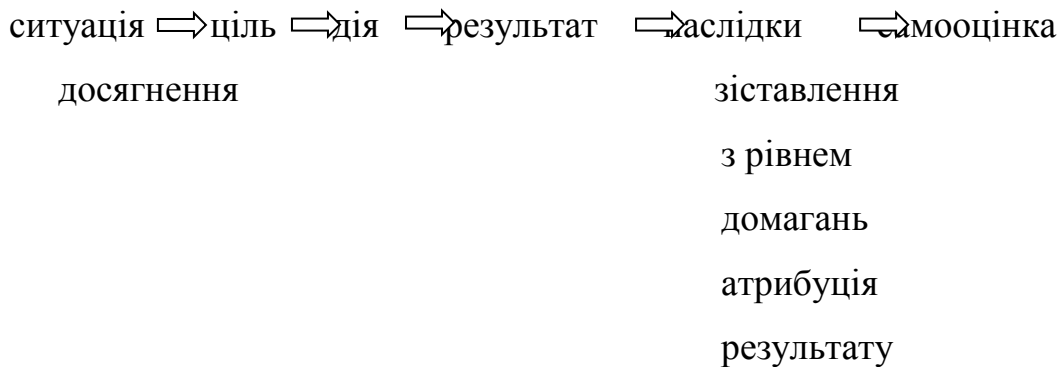 ситуація ⇨ ціль ⇨ дія ⇨ результат ⇨ наслідки ⇨ самооцінка
досягнення зіставлення
з рівнем
домагань
атрибуція
результату